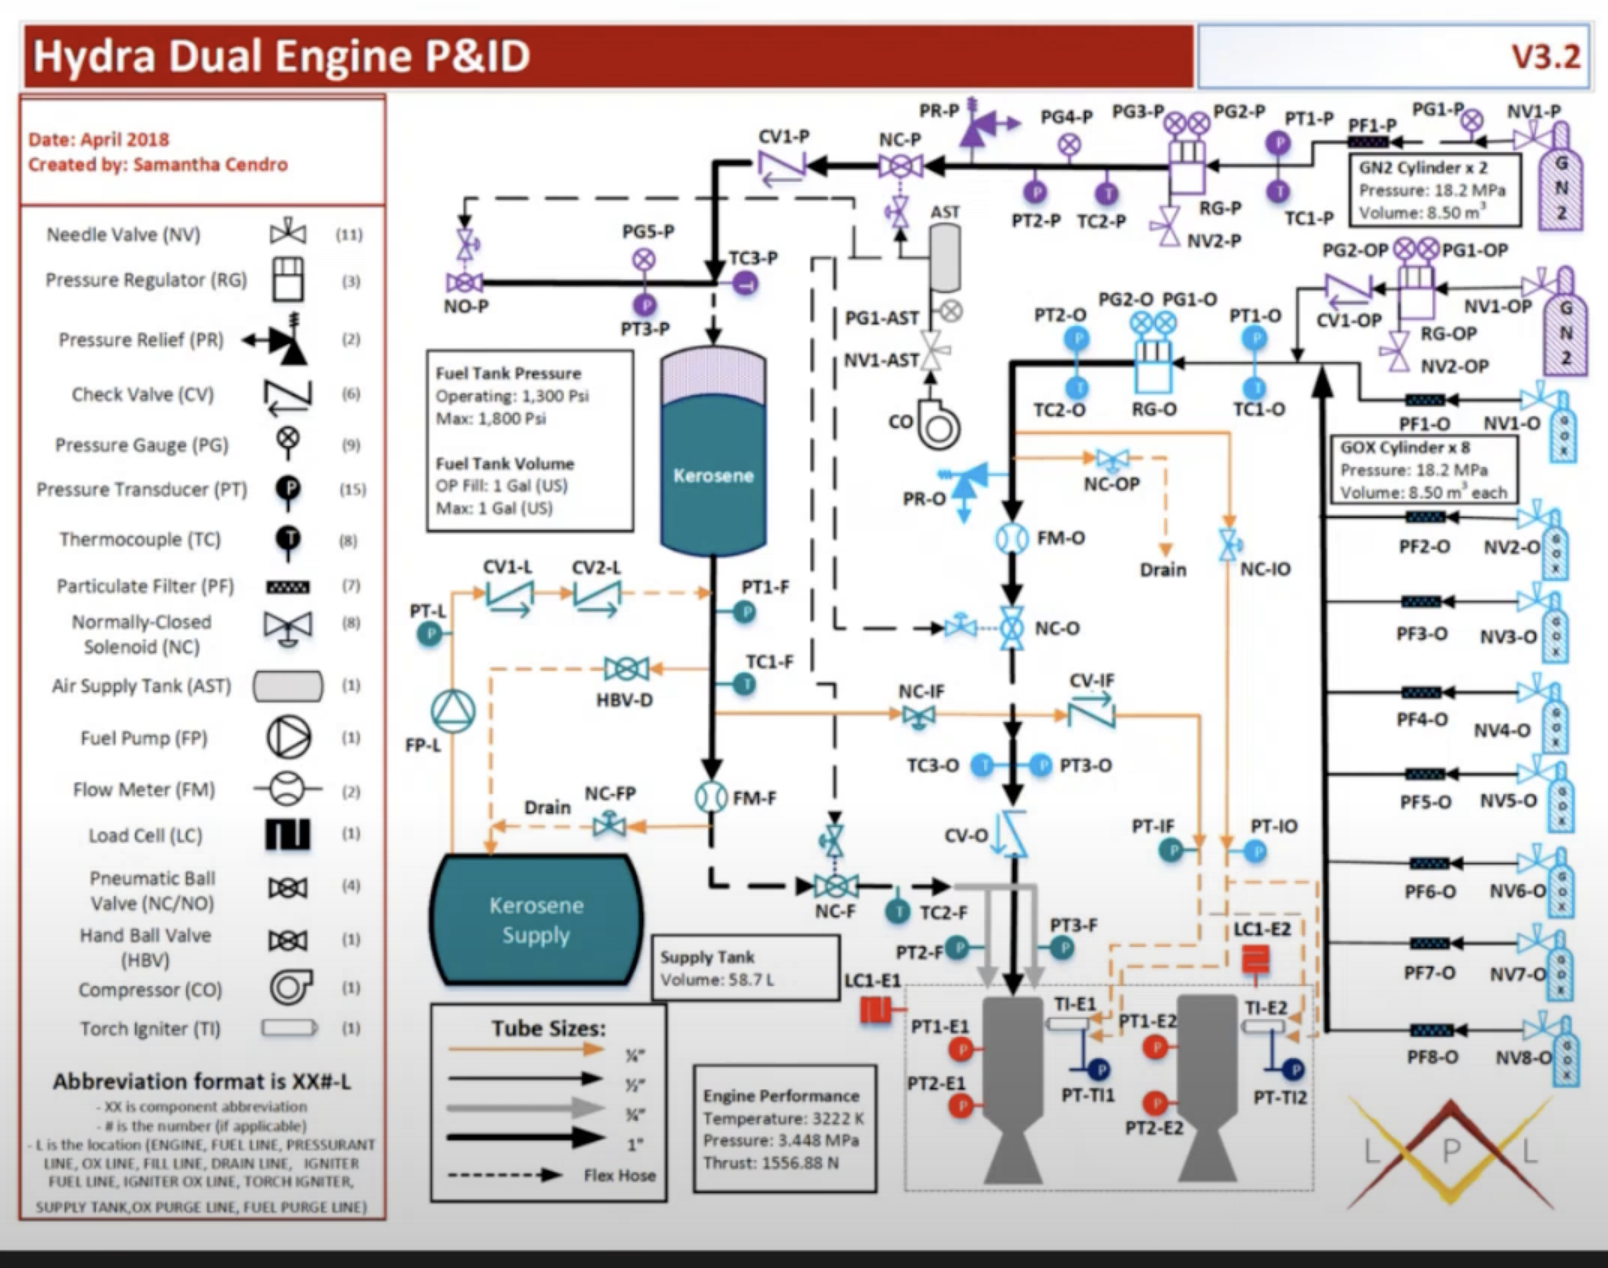 Hydra Dual Engine P&ID
V3.2
Date: April 2018
Created by: Samantha Cendro
Needle Valve (NV)
(11)
Pressure Regulator (RG)
(3)
Pressure Relief (PR)
(2)
Check Valve (CV)
(6)
Pressure Gauge (PG)
(9)
Pressure Transducer (PT)
P
(15)
Thermocouple (TC)
T
(8)
Particulate Filter (PF)
(7)
Normally-Closed
Solenoid (NC)
(8)
Air Supply Tank (AST)
(1)
Fuel Pump (FP)
(1)
Flow Meter (FM)
(2)
Load Cell (LC)
(1)
Pneumatic Ball
Valve (NC/NO)
(4)
Hand Ball Valve
(HBV)
(1)
Compressor (CO)
(1)
Torch Igniter (TI)
(1)
Abbreviation format is XX#-L
- XX is component abbreviation
- # is the number (if applicable)
- L is the location (ENGINE, FUEL LINE, PRESSURANT
LINE, OX LINE, FILL LINE, DRAIN LINE, IGNITER
FUEL LINE, IGNITER OX LINE, TORCH IGNITER,
SUPPLY TANK,OX PURGE LINE, FUEL PURGE LINE)
PR-P
PG4-P
PG3-P
PG2-P
PT1-P
PF1-P
PG1-P
NV1-P
CV1-P
NC-P
P
T
P
T
PT2-P
TC2-P
RG-P
NV2-P
TC1-P
GN2 Cylinder x 2
Pressure: 18.2 MPa
Volume: 8.50 m³
G
N
2
AST
PG5-P
TC3-P
T
NO-P
P
PT3-P
PG2-OP
PG1-OP
NV1-OP
CV1-OP
RG-OP
NV2-OP
G
N
2
PT2-O
PG2-O
PG1-O
PT1-O
P
T
P
T
TC2-O
RG-O
TC1-O
PG1-AST
NV1-AST
CO
Fuel Tank Pressure
Operating: 1,300 Psi
Max: 1,800 Psi
Fuel Tank Volume
OP Fill: 1 Gal (US)
Max: 1 Gal (US)
Kerosene
PF1-O
NV1-O
G
O
X
GOX Cylinder x 8
Pressure: 18.2 MPa
Volume: 8.50 m³ each
PR-O
NC-OP
FM-O
Drain
NC-IO
PF2-O
NV2-O
G
O
X
CV1-L
CV2-L
PT1-F
P
PT-L
P
NC-O
PF3-O
NV3-O
G
O
X
TC1-F
T
HBV-D
NC-IF
CV-IF
PF4-O
NV4-O
G
O
X
FP-L
TC3-O
T
P
PT3-O
NC-FP
Drain
FM-F
PF5-O
NV5-O
G
O
X
CV-O
PT-IF
P
PT-IO
P
PF6-O
NV6-O
G
O
X
Kerosene
Supply
NC-F
T
TC2-F
PT2-F
P
PT3-F
P
LC1-E2
PF7-O
NV7-O
G
O
X
Supply Tank
Volume: 58.7 L
LC1-E1
TI-E1
PT1-E1
P
PT2-E1
P
P
PT-TI1
PT1-E2
P
P
PT2-E2
TI-E2
P
PT-TI2
PF8-O
NV8-O
G
O
X
Tube Sizes:
¼"
½"
¾"
1"
Flex Hose
Engine Performance
Temperature: 3222 K
Pressure: 3.448 MPa
Thrust: 1556.88 N
L P L